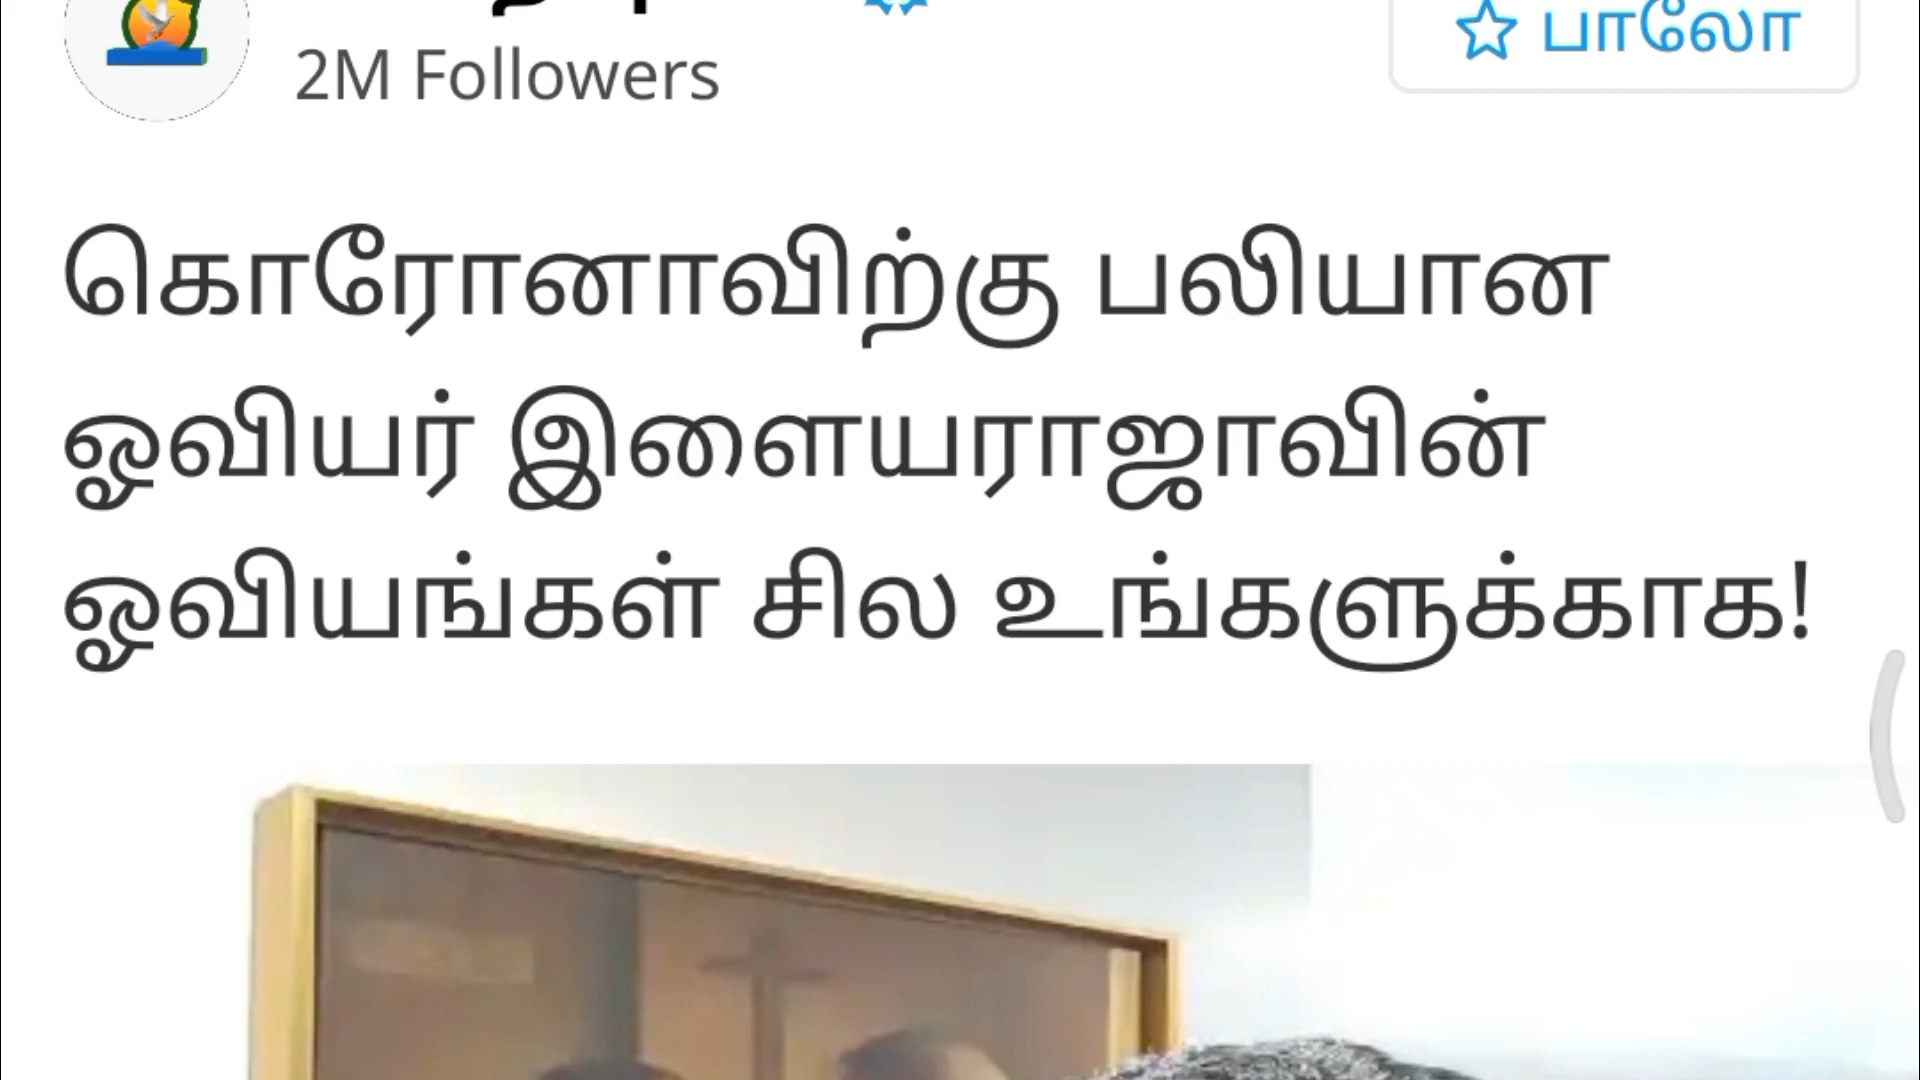 2M Followers
பாலோ
கொரோனாவிற்கு பலியான
ஓவியர் இளையராஜாவின்
ஓவியங்கள் சில உங்களுக்காக!